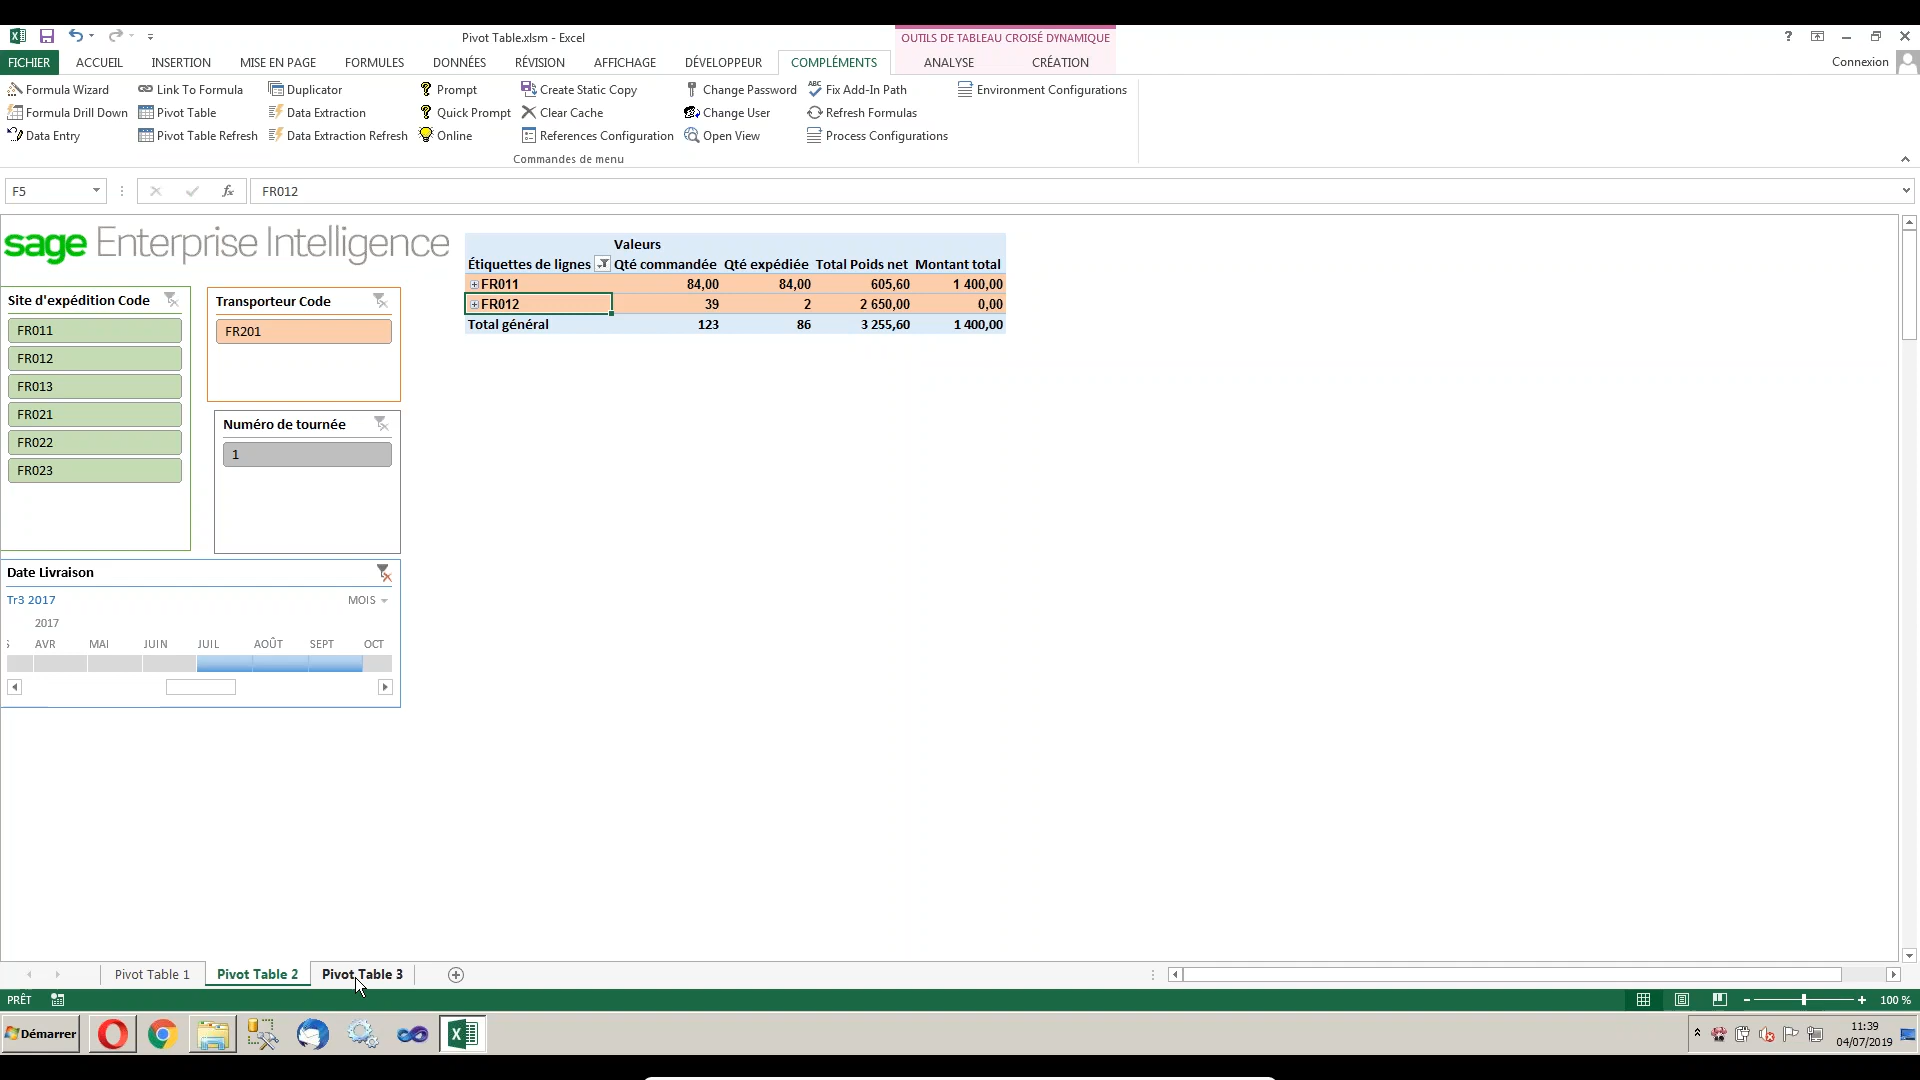 Pivot Table.xlsm - Excel
OUTILS DE TABLEAU CROISÉ DYNAMIQUE
?
FICHIER ACCUEIL INSERTION MISE EN PAGE FORMULES DONNÉES RÉVISION AFFICHAGE DÉVELOPPEUR COMPLÉMENTS ANALYSE CRÉATION Connexion
Formula Wizard Link To Formula Duplicator Prompt Create Static Copy Change Password Fix Add-In Path Environment Configurations
Formula Drill Down Pivot Table Data Extraction Quick Prompt Clear Cache Change User Refresh Formulas
Data Entry Pivot Table Refresh Data Extraction Refresh Online References Configuration Open View Process Configurations
Commandes de menu
F5 fx FR012
sage Enterprise Intelligence
Valeurs
Étiquettes de lignes Qté commandée Qté expédiée Total Poids net Montant total
FR011 84,00 84,00 605,60 1 400,00
FR012 39 2 2 650,00 0,00
Total général 123 86 3 255,60 1 400,00
Site d'expédition Code
FR011
FR012
FR013
FR021
FR022
FR023
Transporteur Code
FR201
Numéro de tournée
1
Date Livraison
Tr3 2017 MOIS
2017
AVR MAI JUIN JUIL AOÛT SEPT OCT
Pivot Table 1 Pivot Table 2 Pivot Table 3
PRÊT 100 %
Démarrer
11:39
04/07/2019